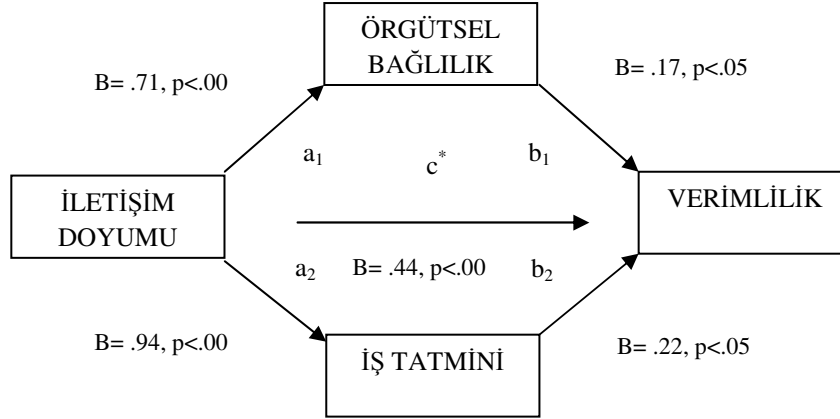 ÖRGÜTSEL
BAĞLILIK
B= .71, p<.00
B= .17, p<.05
a₁
c*
b₁
İLETİŞİM
DOYUMU
VERİMLİLİK
a₂
B= .44, p<.00
b₂
B= .94, p<.00
İŞ TATMİNİ
B= .22, p<.05